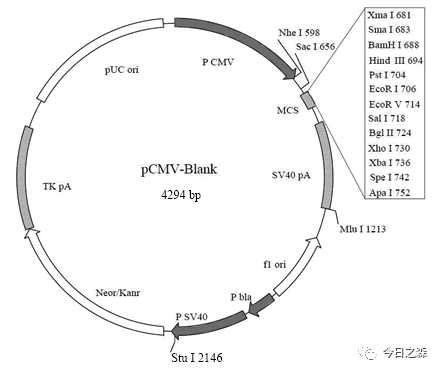 P CMV
Nhe I 598
Sac I 656
MCS
Xma I 681
Sma I 683
BamH I 688
Hind III 694
Pst I 704
EcoR I 706
EcoR V 714
Sal I 718
Bgl II 724
Xho I 730
Xba I 736
Spe I 742
Apa I 752
pUC ori
pCMV-Blank
4294 bp
SV40 pA
TK pA
Mlu I 1213
f1 ori
P bla
Neor/Kanr
P SV40
Stu I 2146
今日之森